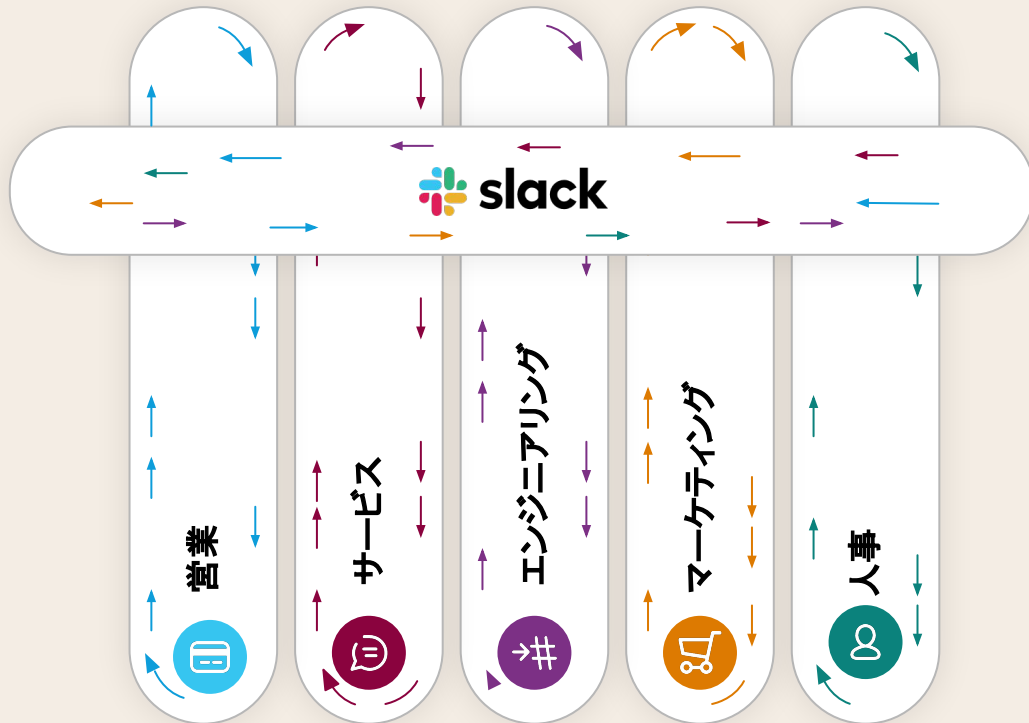 slack
営業
サービス
エンジニアリング
マーケティング
人事